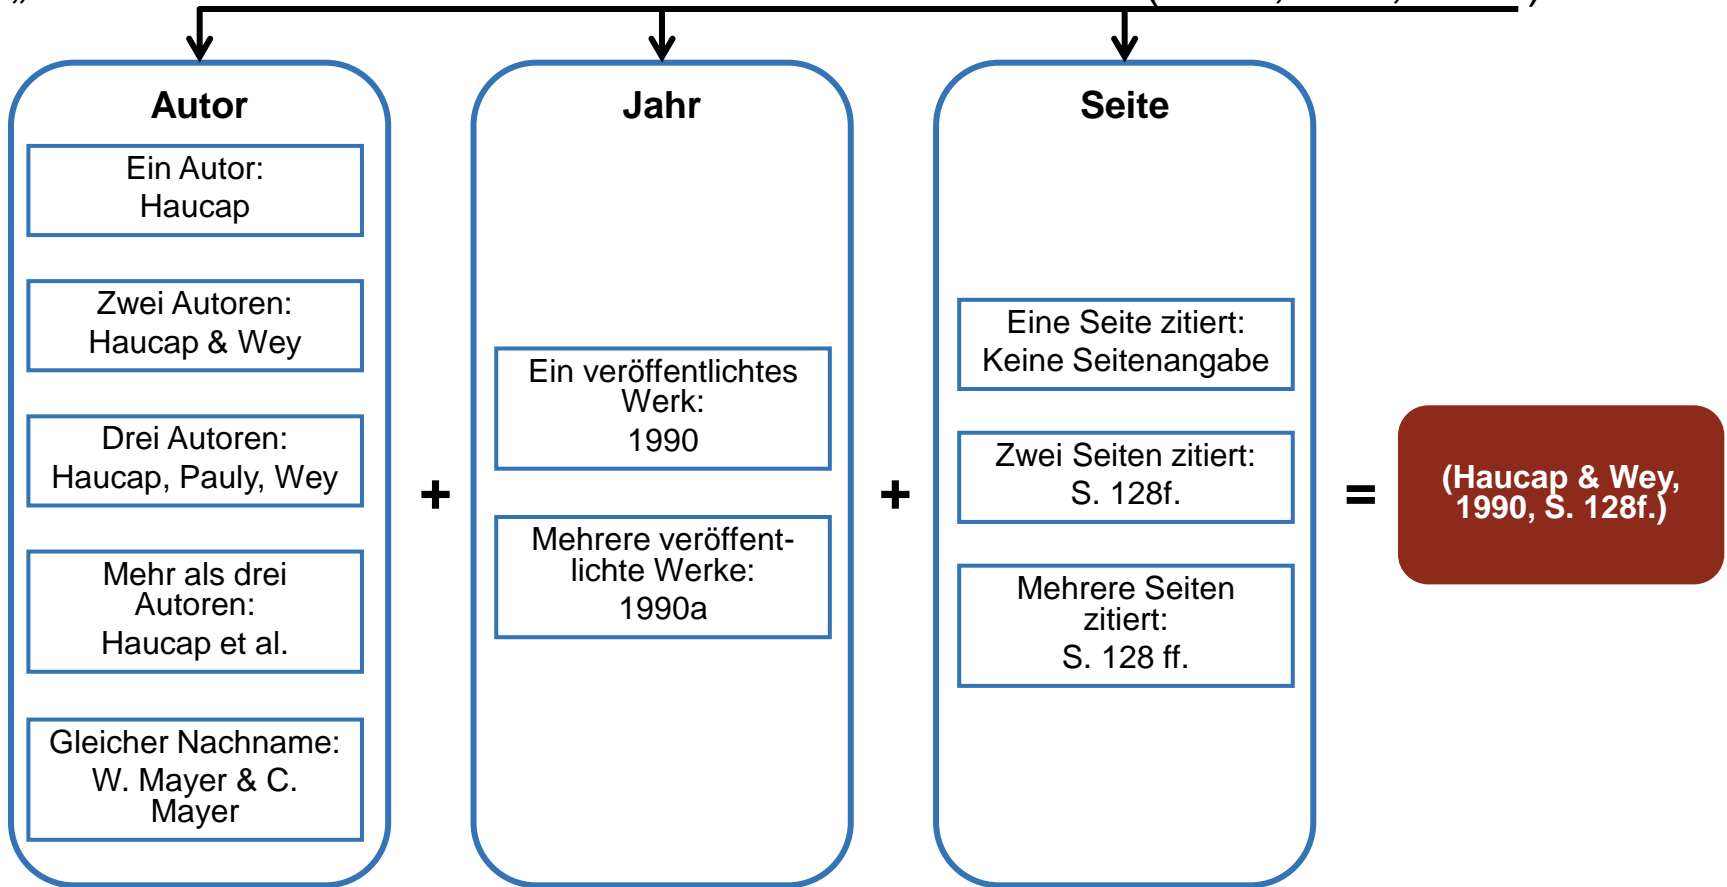 Autor
Ein Autor:
Haucap
Zwei Autoren:
Haucap & Wey
Drei Autoren:
Haucap, Pauly, Wey
Mehr als drei
Autoren:
Haucap et al.
Gleicher Nachname:
W. Mayer & C.
Mayer
+
Jahr
Ein veröffentlichtes
Werk:
1990
Mehrere veröffent-
lichte Werke:
1990a
+
Seite
Eine Seite zitiert:
Keine Seitenangabe
Zwei Seiten zitiert:
S. 128f.
Mehrere Seiten
zitiert:
S. 128 ff.
=
(Haucap & Wey,
1990, S. 128f.)